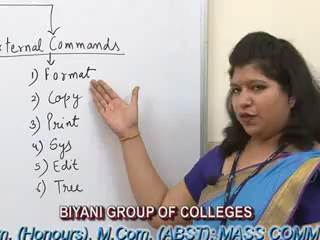 ternal Commands
1) Format
2) Copy
3) Print
4) Sys
5) Edit
6) Tree
BIYANI GROUP OF COLLEGES
m. (Honours), M.Com. (ABST); MASS COMM